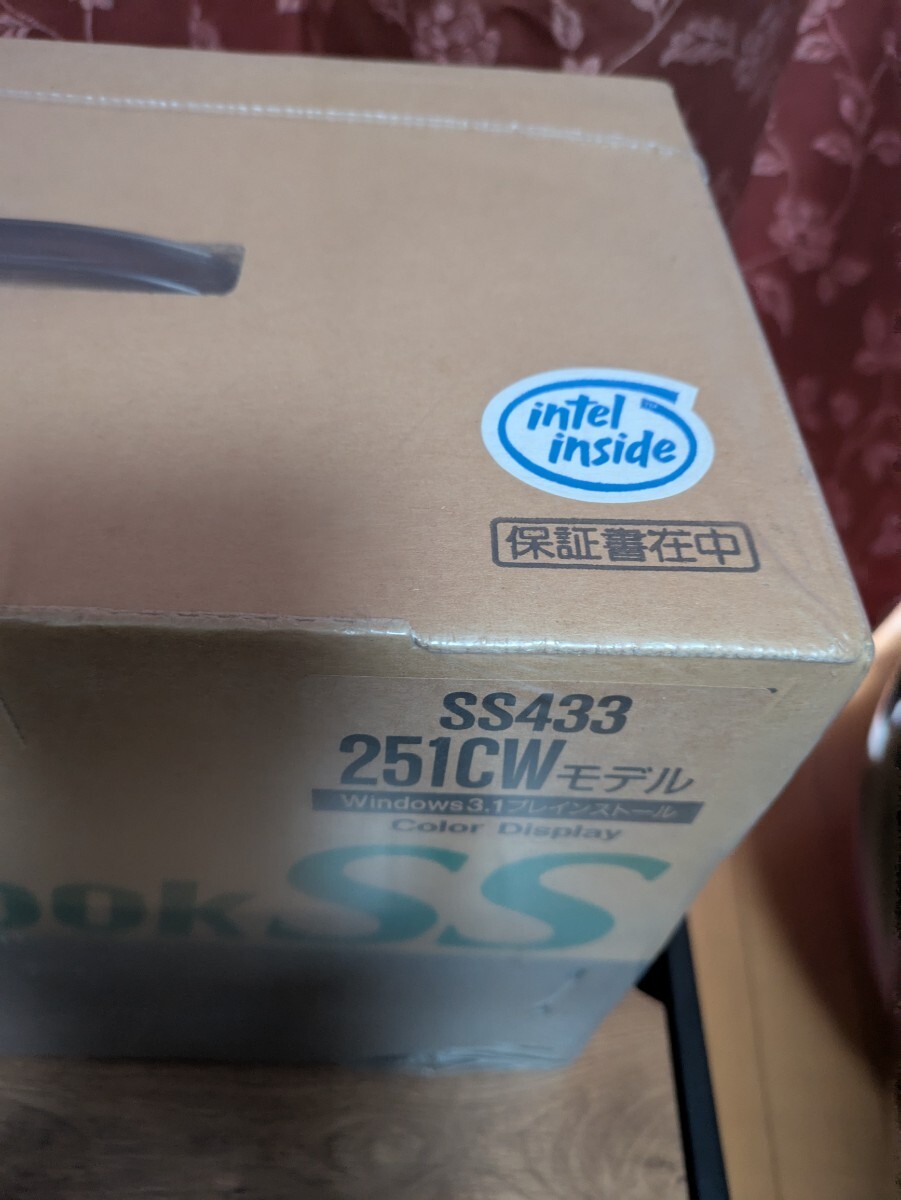 intel
inside
保証書在中
SS433
251CWモデル
Windows3.1プレインストール
Color Display
ookSS